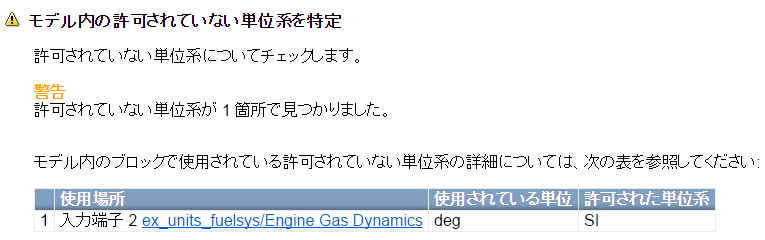 モデル内の許可されていない単位系を特定
許可されていない単位系についてチェックします。
警告
許可されていない単位系が 1 箇所で見つかりました。
モデル内のブロックで使用されている許可されていない単位系の詳細については、次の表を参照してください:
使用場所 使用されている単位 許可された単位系
1 入力端子 2 ex_units_fuelsys/Engine Gas Dynamics deg SI